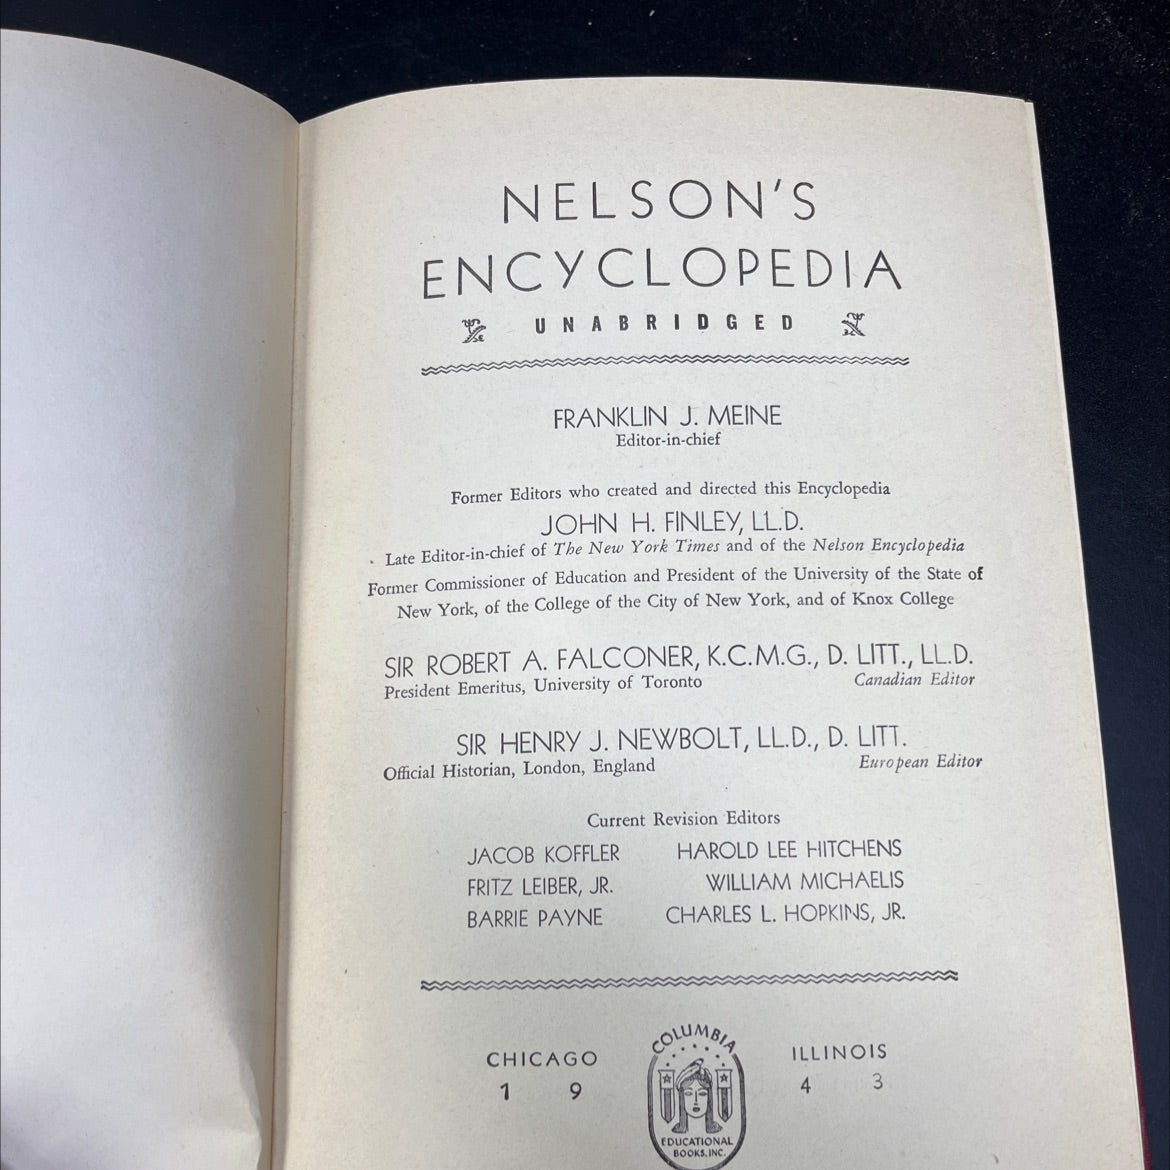 NELSON'S
ENCYCLOPEDIA
UNABRIDGED
FRANKLIN J. MEINE
Editor-in-chief
Former Editors who created and directed this Encyclopedia
JOHN H. FINLEY, LL.D.
Late Editor-in-chief of The New York Times and of the Nelson Encyclopedia
Former Commissioner of Education and President of the University of the State of
New York, of the College of the City of New York, and of Knox College
SIR ROBERT A. FALCONER, K.C.M.G., D. LITT., LL.D.
President Emeritus, University of Toronto Canadian Editor
SIR HENRY J. NEWBOLT, LL.D., D. LITT.
Official Historian, London, England European Editor
Current Revision Editors
JACOB KOFFLER HAROLD LEE HITCHENS
FRITZ LEIBER, JR. WILLIAM MICHAELIS
BARRIE PAYNE CHARLES L. HOPKINS, JR.
COLUMBIA
CHICAGO ILLINOIS
1 9 4 3
EDUCATIONAL
BOOKS, INC.